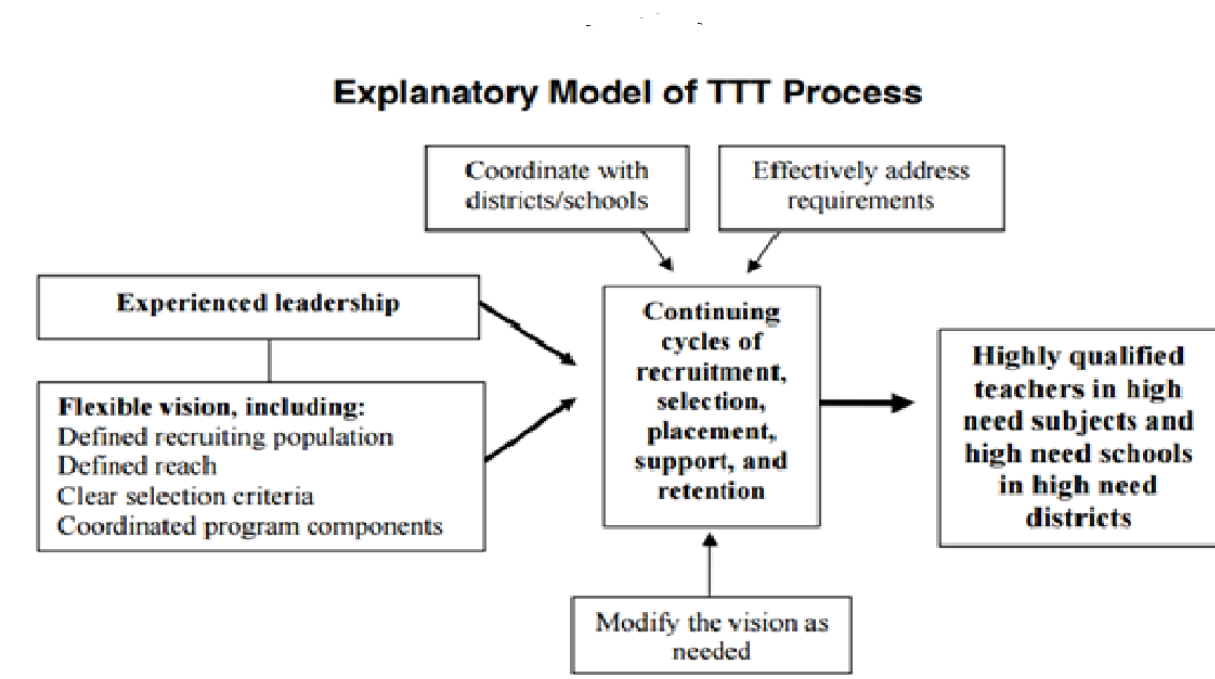 Explanatory Model of TTT Process
Coordinate with
districts/schools
Effectively address
requirements
Experienced leadership
Flexible vision, including:
Defined recruiting population
Defined reach
Clear selection criteria
Coordinated program components
Continuing
cycles of
recruitment,
selection,
placement,
support, and
retention
Highly qualified
teachers in high
need subjects and
high need schools
in high need
districts
Modify the vision as
needed